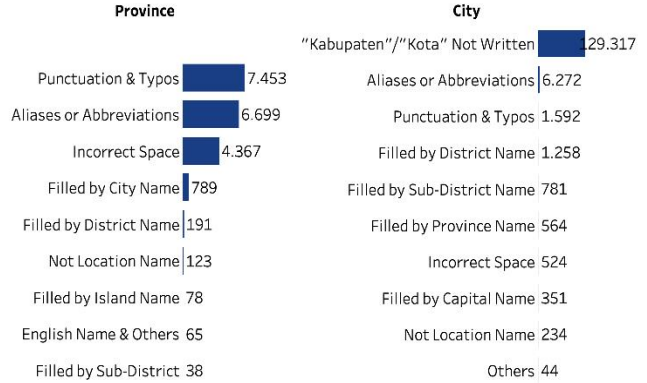 Province
Punctuation & Typos 7.453
Aliases or Abbreviations 6.699
Incorrect Space 4.367
Filled by City Name 789
Filled by District Name 191
Not Location Name 123
Filled by Island Name 78
English Name & Others 65
Filled by Sub-District 38
City
"Kabupaten"/"Kota" Not Written 129.317
Aliases or Abbreviations 6.272
Punctuation & Typos 1.592
Filled by District Name 1.258
Filled by Sub-District Name 781
Filled by Province Name 564
Incorrect Space 524
Filled by Capital Name 351
Not Location Name 234
Others 44